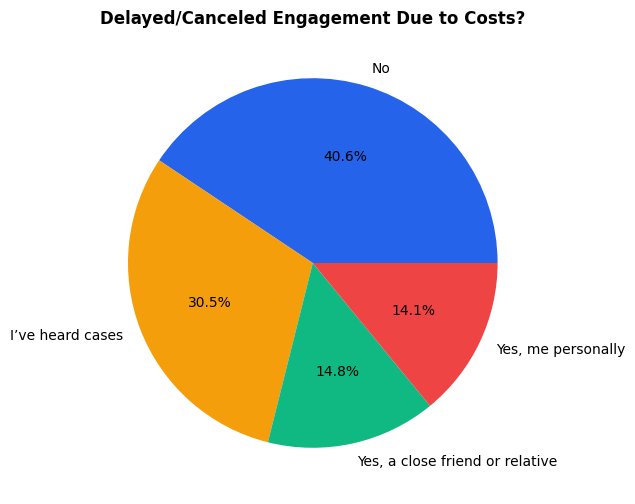 Delayed/Canceled Engagement Due to Costs?
No
40.6%
30.5%
14.1%
I’ve heard cases
Yes, me personally
14.8%
Yes, a close friend or relative